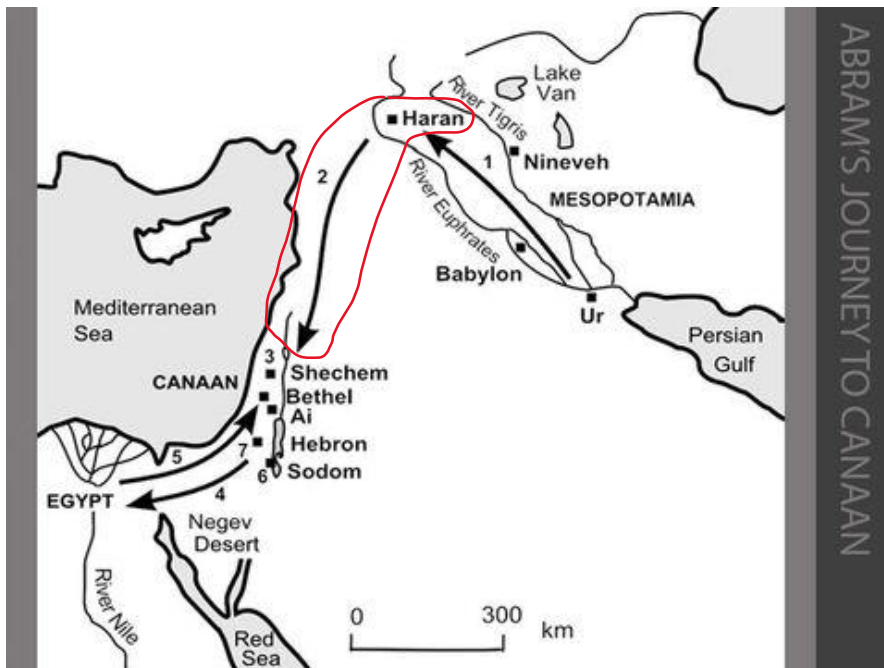 Lake
Van
River Tigris
Haran
1
Nineveh
2
MESOPOTAMIA
River Euphrates
Babylon
Ur
Mediterranean
Sea
Persian
Gulf
3
Shechem
CANAAN
Bethel
Ai
7
Hebron
5
6
Sodom
4
EGYPT
Negev
Desert
River Nile
Red
Sea
0
300
km
ABRAM'S JOURNEY TO CANAAN